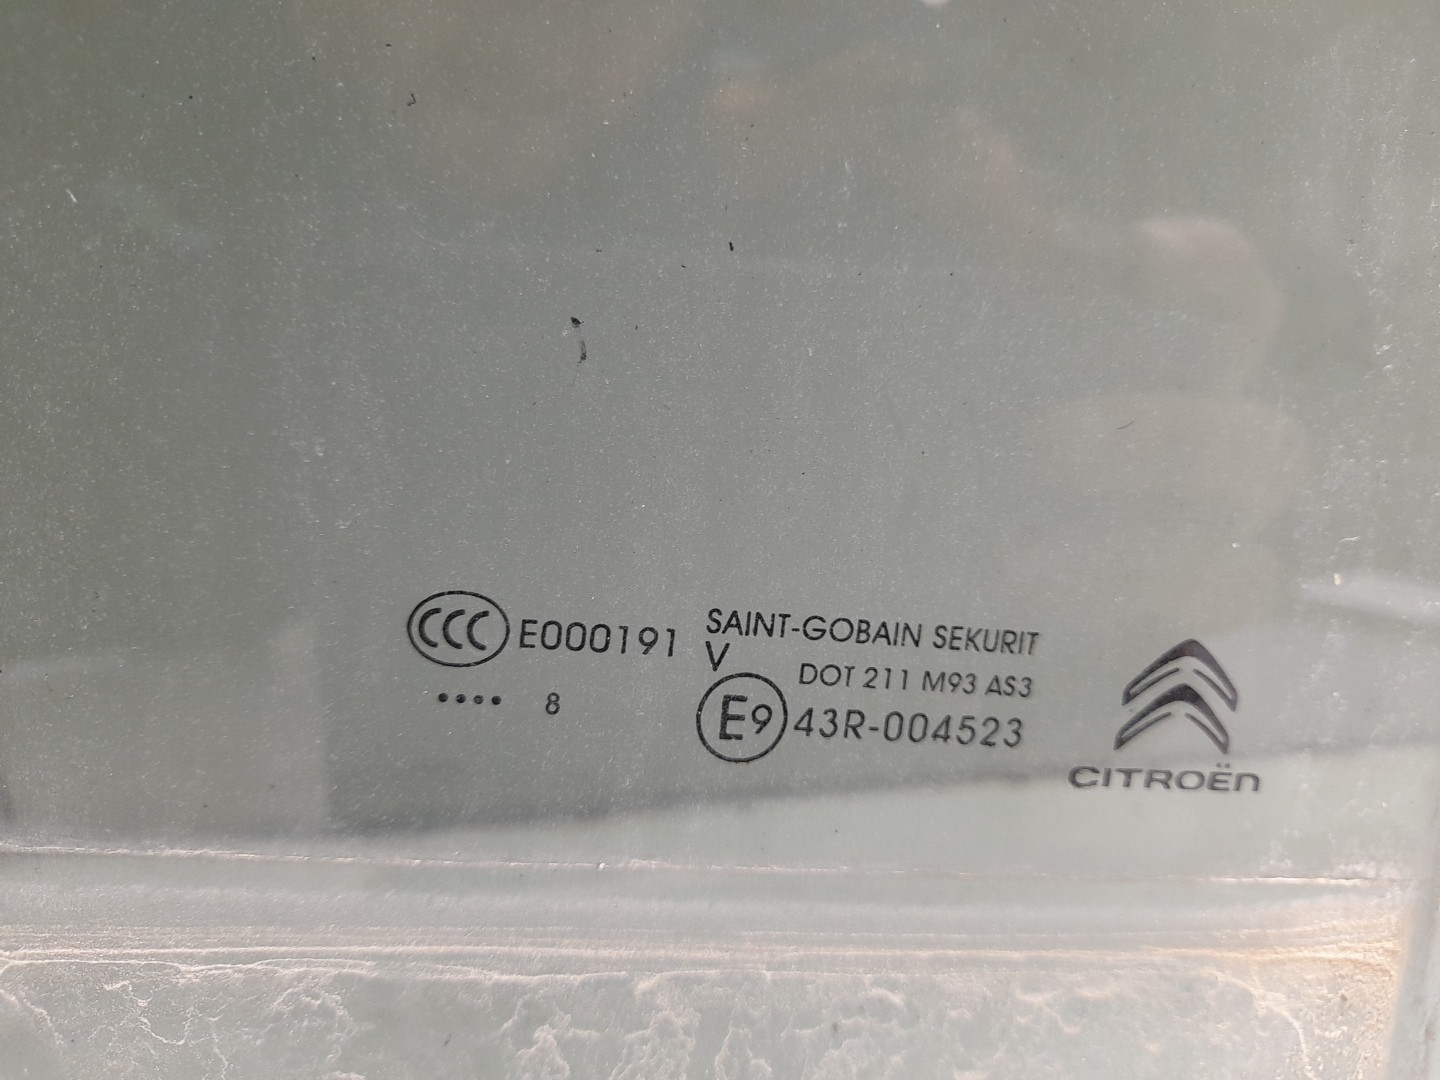 CCC E000191
.... 8
SAINT-GOBAIN SEKURIT
V
DOT 211 M93 AS3
E9 43R-004523
CITROËN